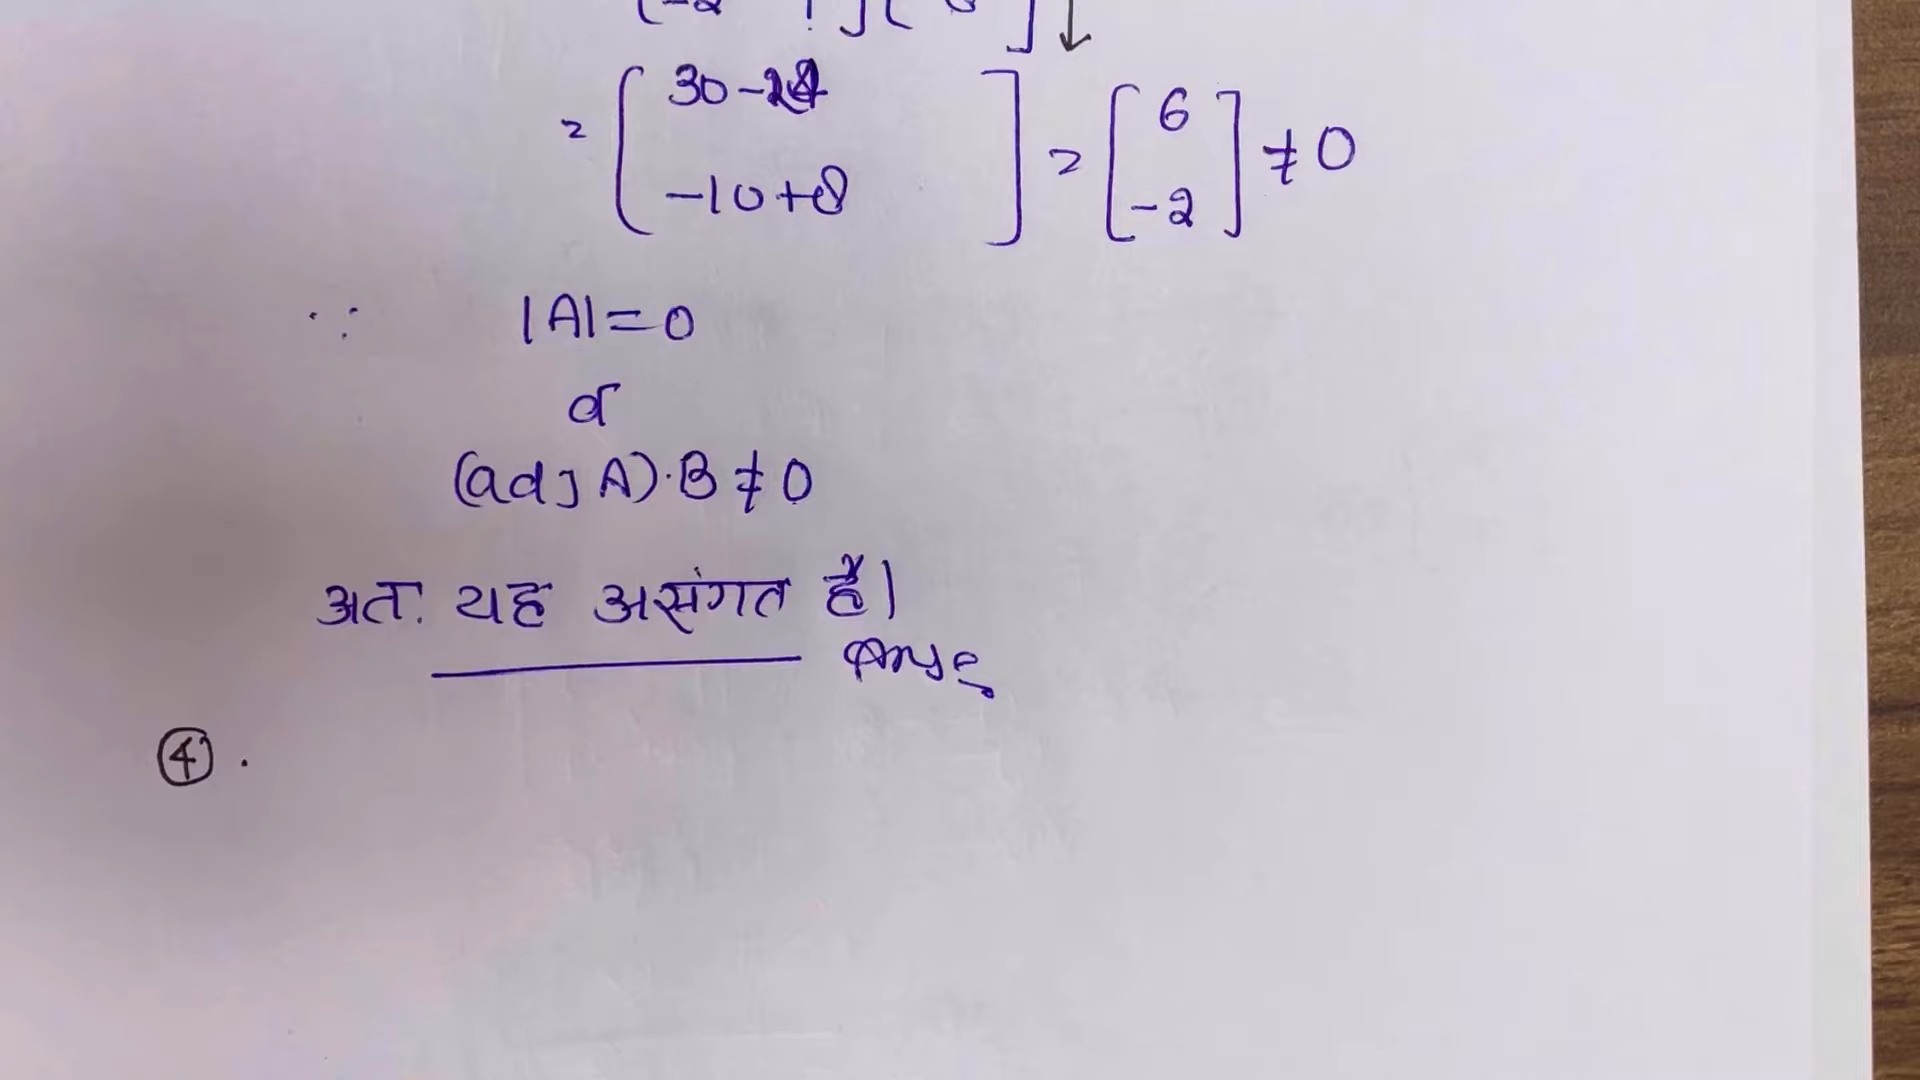 = [ 30-24
-10+8 ] = [ 6
-2 ] ≠ 0
∵ |A| = 0
व
(adj A)·B ≠ 0
अत: यह असंगत है।
Ans
④.